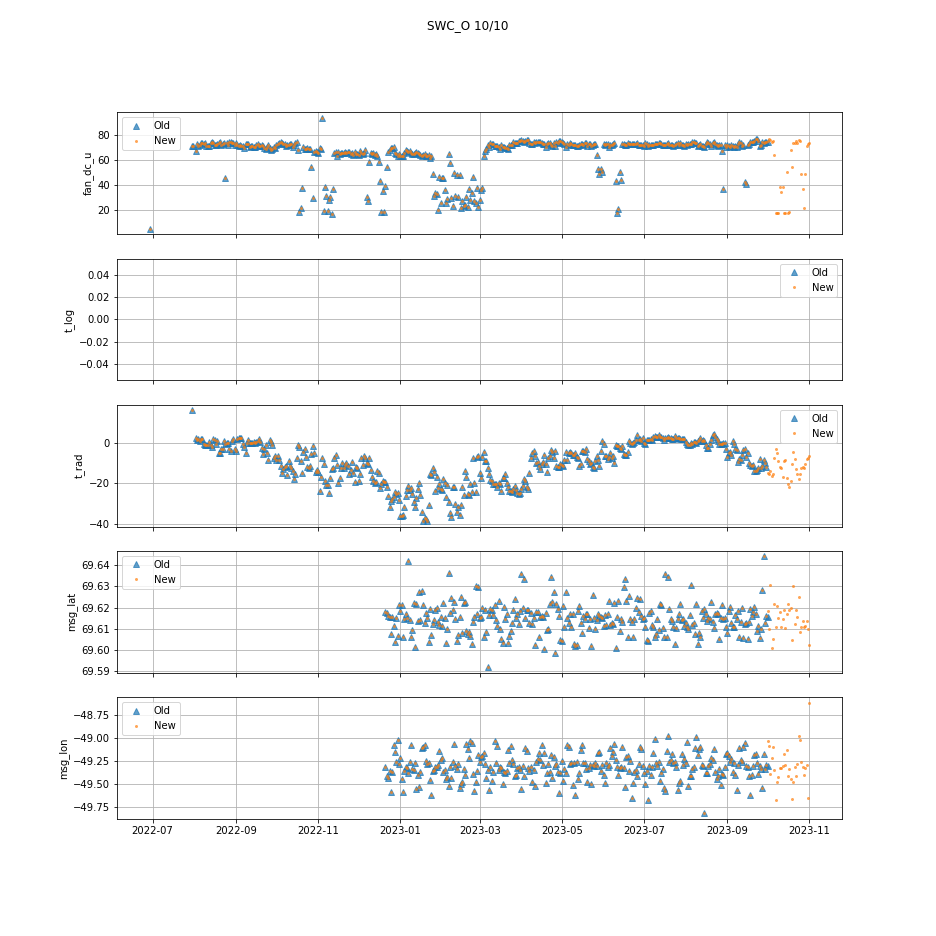 SWC_O 10/10
fan_dc_u
80
60
40
20
Old
New
t_log
0.04
0.02
0.00
−0.02
−0.04
Old
New
t_rad
0
−20
−40
Old
New
msg_lat
69.64
69.63
69.62
69.61
69.60
69.59
Old
New
msg_lon
−48.75
−49.00
−49.25
−49.50
−49.75
Old
New
2022-07 2022-09 2022-11 2023-01 2023-03 2023-05 2023-07 2023-09 2023-11